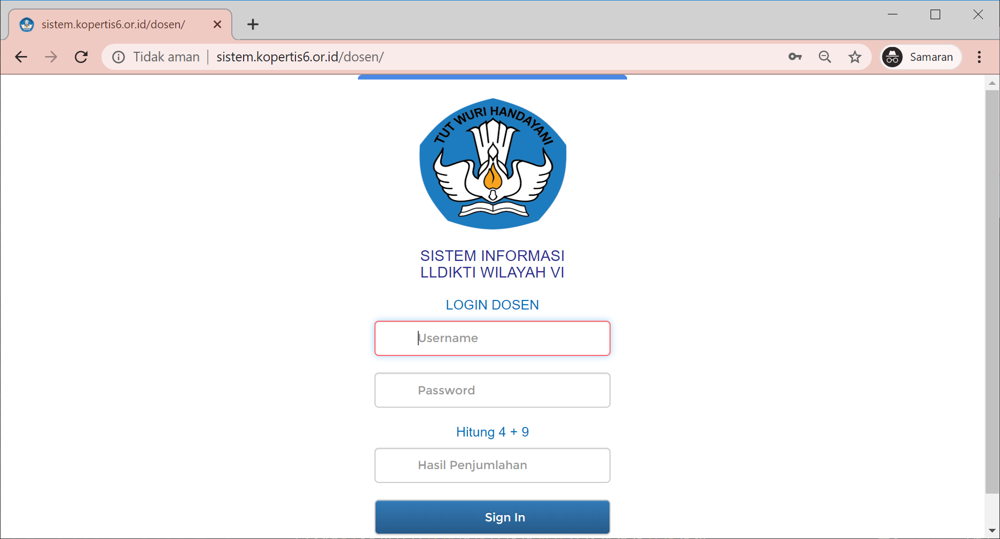 sistem.kopertis6.or.id/dosen/
Tidak aman
sistem.kopertis6.or.id/dosen/
Samaran
TUT WURI HANDAYANI
SISTEM INFORMASI
LLDIKTI WILAYAH VI
LOGIN DOSEN
Username
Password
Hitung 4 + 9
Hasil Penjumlahan
Sign In